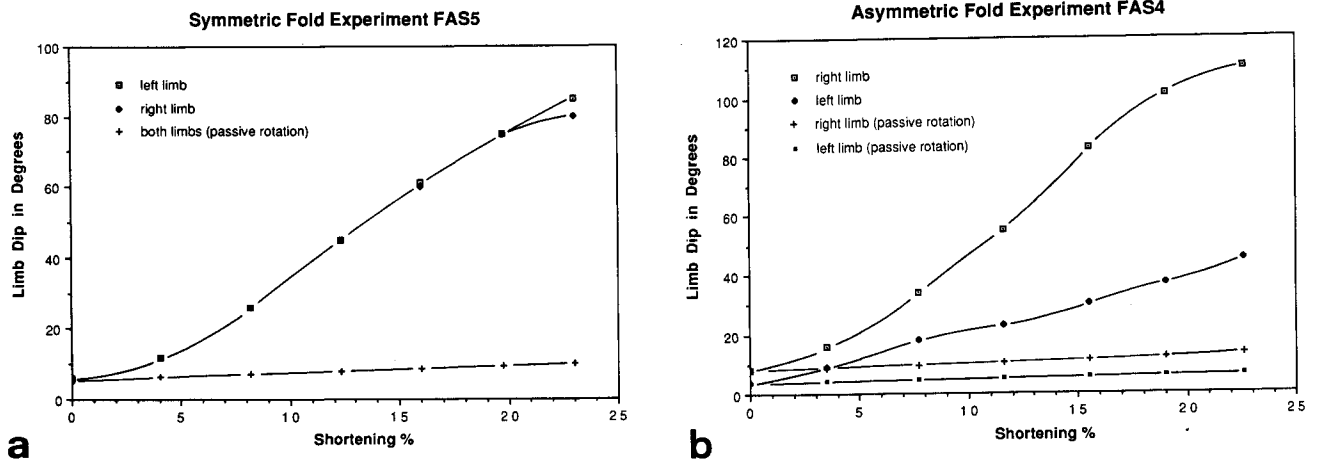 Symmetric Fold Experiment FAS5
100
80
60
40
20
0
Limb Dip in Degrees
left limb
right limb
both limbs (passive rotation)
0 5 10 15 20 25
Shortening %
a
Asymmetric Fold Experiment FAS4
120
100
80
60
40
20
0
Limb Dip in Degrees
right limb
left limb
right limb (passive rotation)
left limb (passive rotation)
0 5 10 15 20 25
Shortening %
b